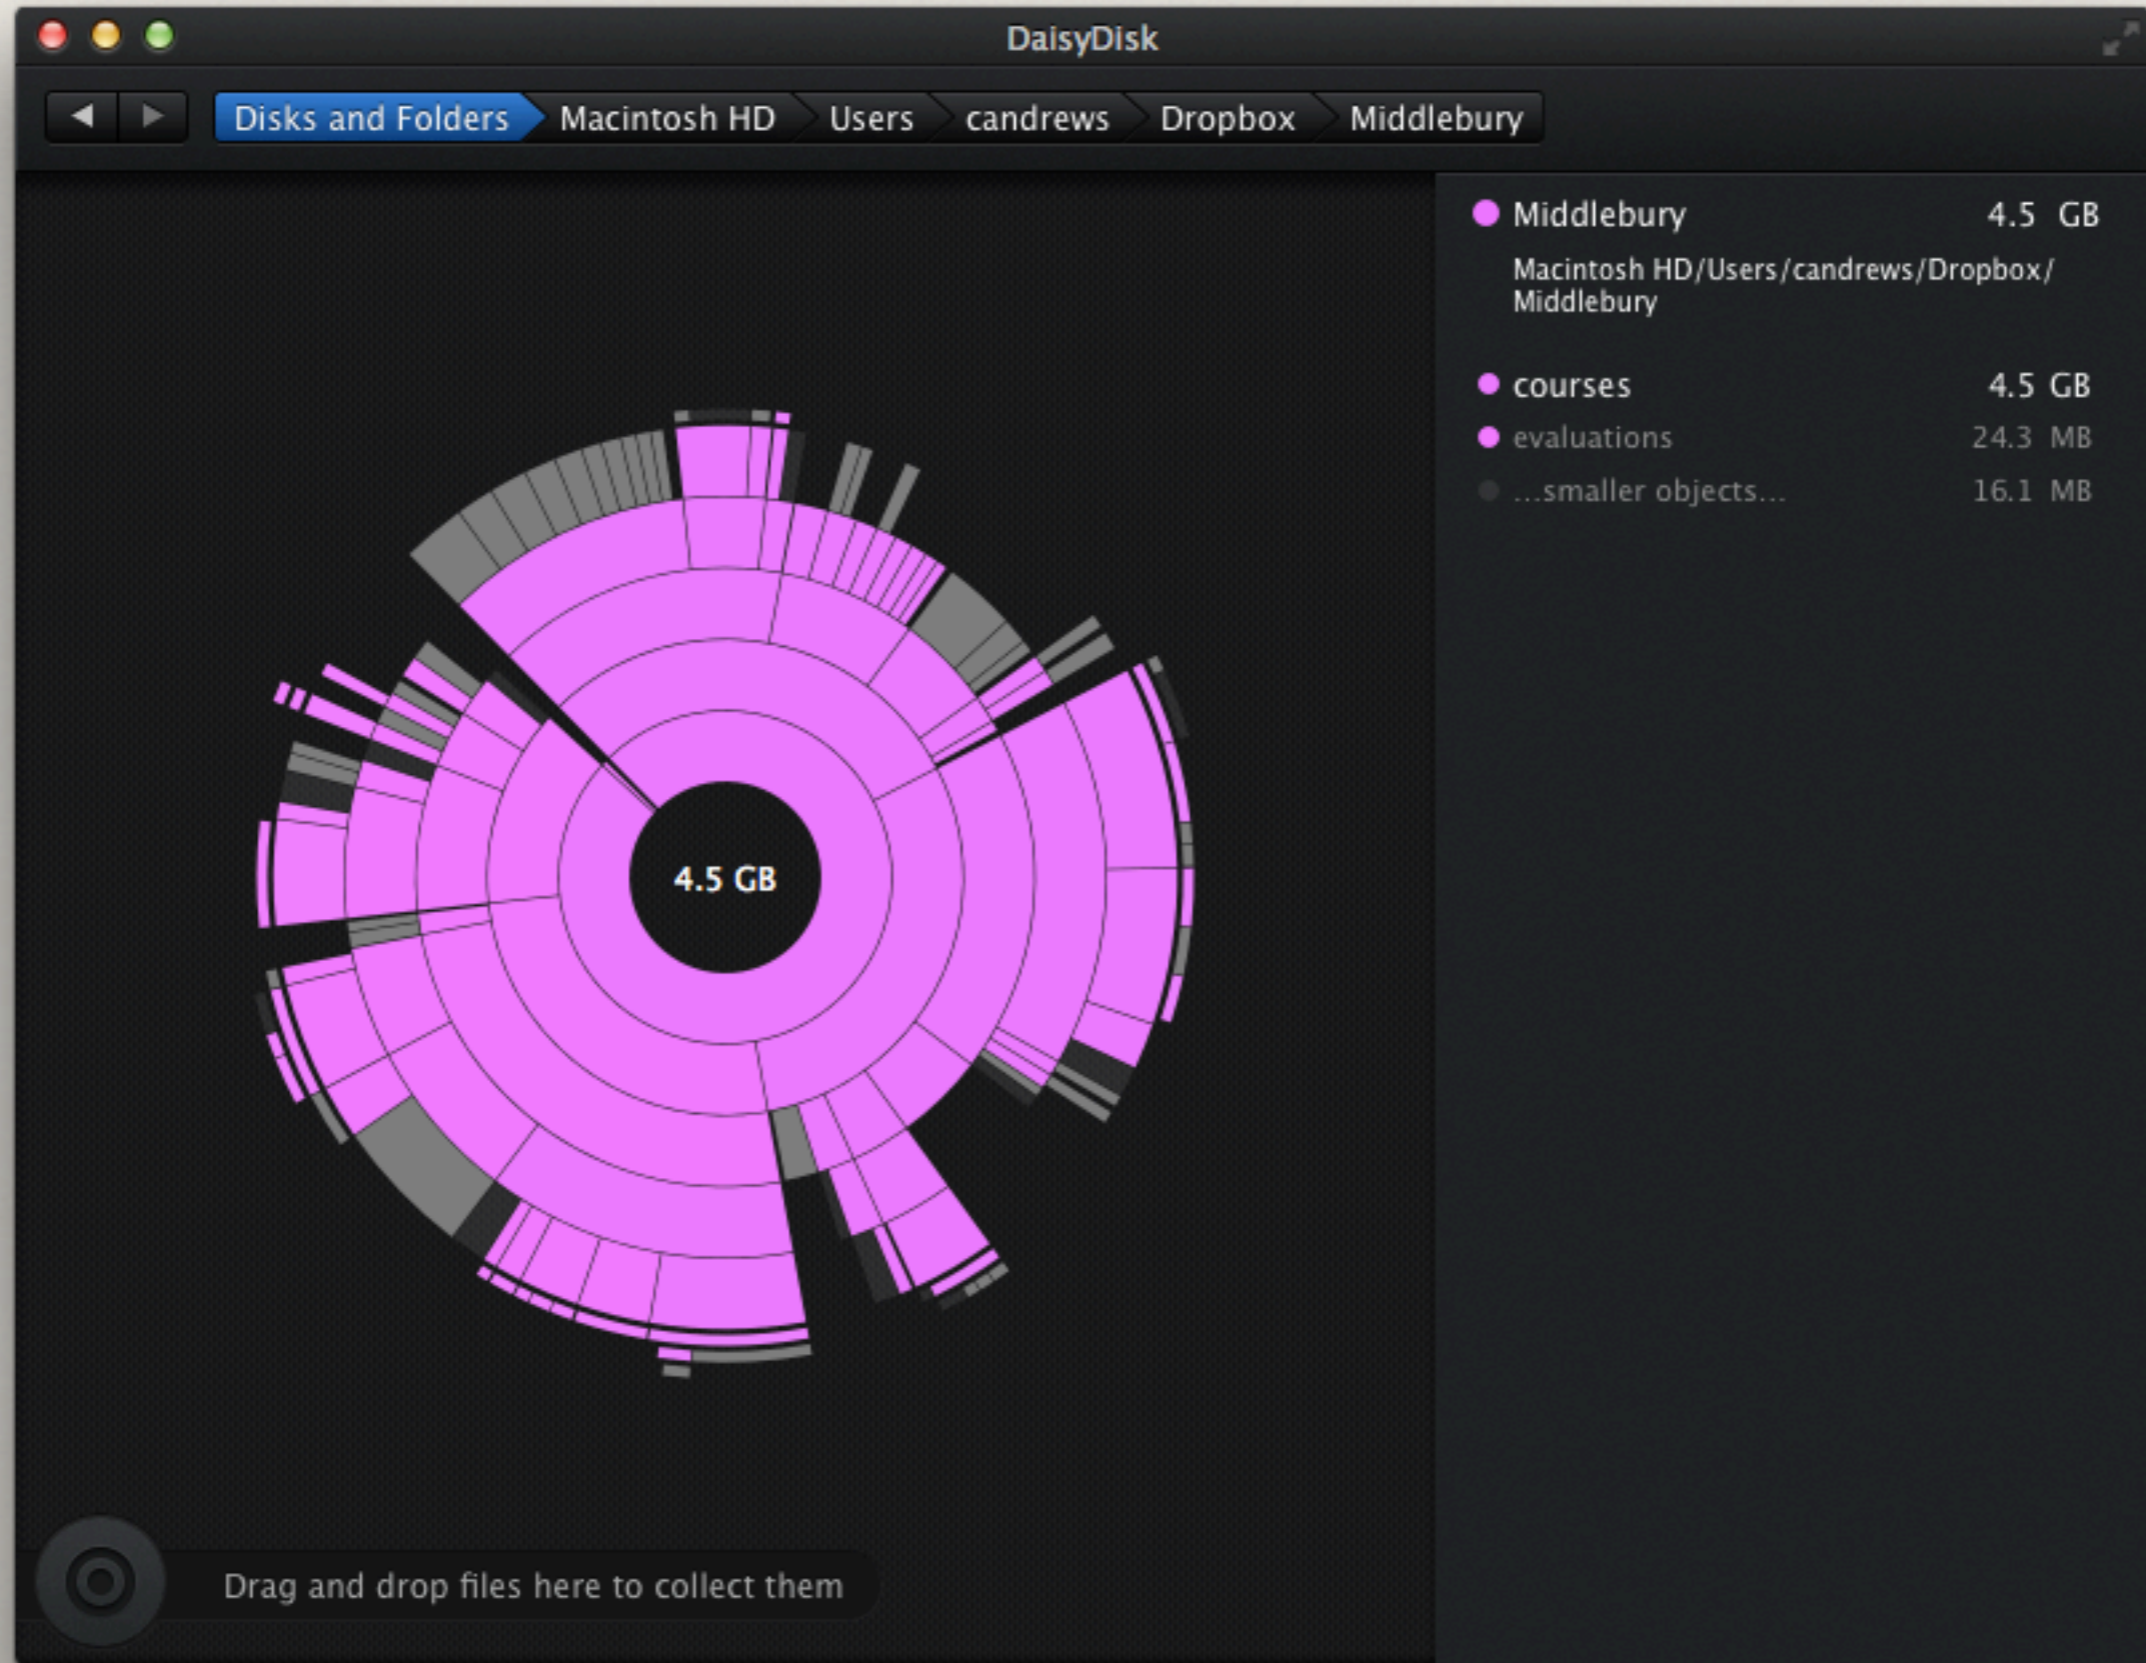 DaisyDisk
Disks and Folders Macintosh HD Users candrews Dropbox Middlebury
Middlebury 4.5 GB
Macintosh HD/Users/candrews/Dropbox/
Middlebury
courses 4.5 GB
evaluations 24.3 MB
...smaller objects... 16.1 MB
4.5 GB
Drag and drop files here to collect them